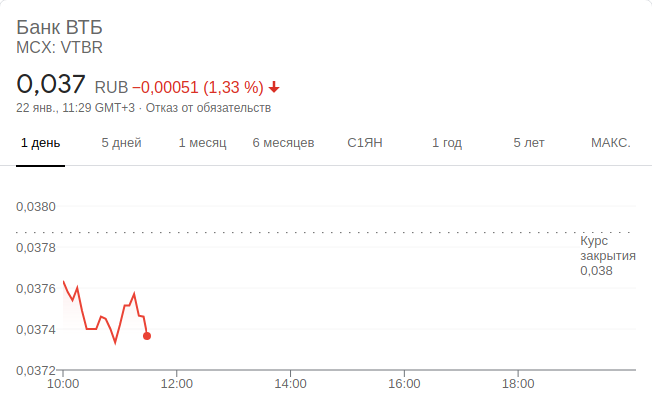 Банк ВТБ
MCX: VTBR
0,037 RUB −0,00051 (1,33 %)
22 янв., 11:29 GMT+3 · Отказ от обязательств
1 день 5 дней 1 месяц 6 месяцев С1ЯН 1 год 5 лет МАКС.
0,0380
Курс
закрытия
0,038
0,0378
0,0376
0,0374
0,0372
10:00 12:00 14:00 16:00 18:00